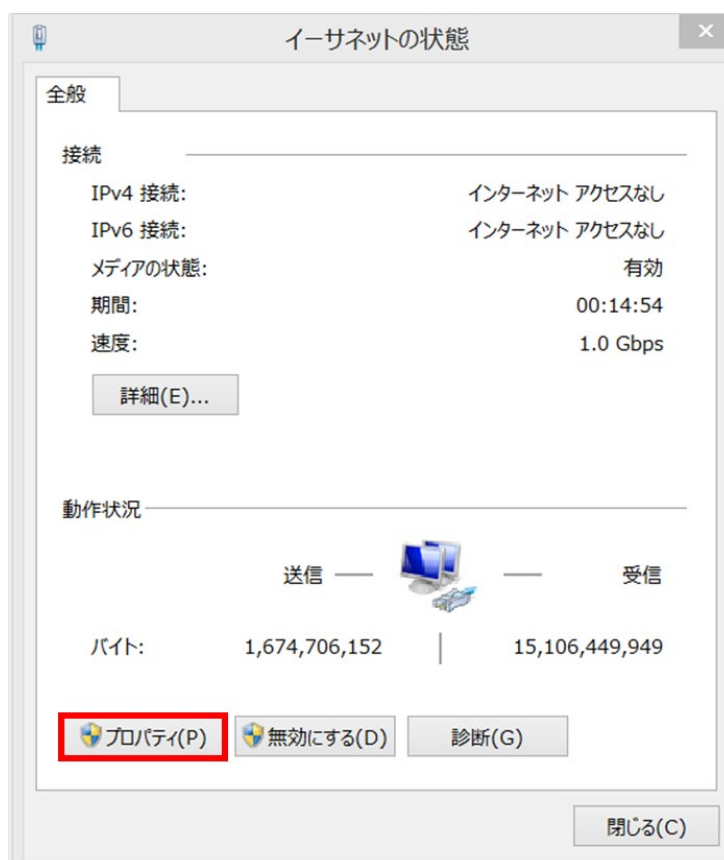 イーサネットの状態
×
全般
接続
IPv4 接続: インターネット アクセスなし
IPv6 接続: インターネット アクセスなし
メディアの状態: 有効
期間: 00:14:54
速度: 1.0 Gbps
詳細(E)...
動作状況
送信 受信
バイト: 1,674,706,152 15,106,449,949
プロパティ(P) 無効にする(D) 診断(G)
閉じる(C)